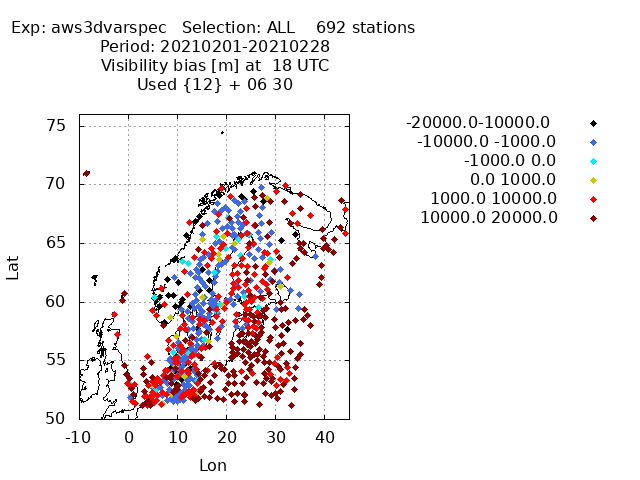 Exp: aws3dvarspec   Selection: ALL    692 stations
Period: 20210201-20210228
Visibility bias [m] at  18 UTC
Used {12} + 06 30
-20000.0-10000.0
-10000.0 -1000.0
-1000.0 0.0
0.0 1000.0
1000.0 10000.0
10000.0 20000.0
75
70
65
60
55
50
Lat
-10 0 10 20 30 40
Lon